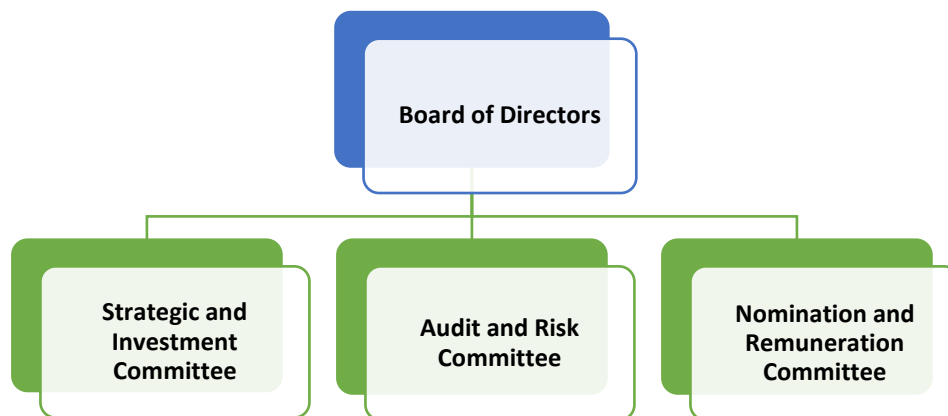 Board of Directors
Strategic and
Investment
Committee
Audit and Risk
Committee
Nomination and
Remuneration
Committee